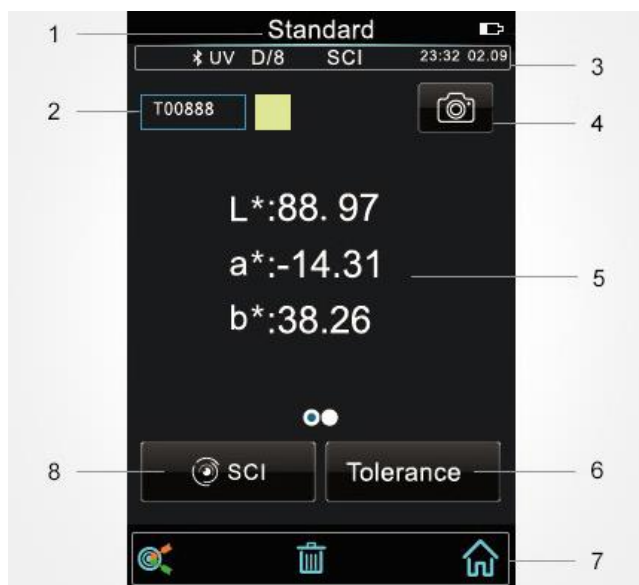 1 Standard
UV D/8 SCI 23:32 02.09
3
2 T00888
4
L*:88. 97
a*:-14.31
5
b*:38.26
8 SCI Tolerance 6
7